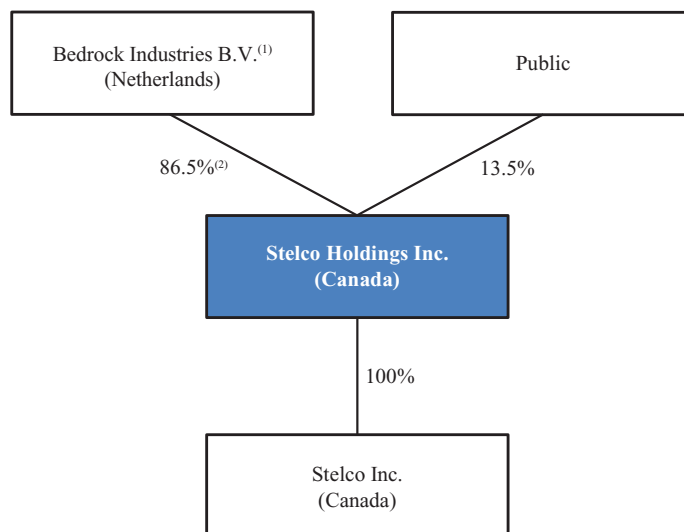 Bedrock Industries B.V.(1)
(Netherlands)
Public
86.5%(2)
13.5%
Stelco Holdings Inc.
(Canada)
100%
Stelco Inc.
(Canada)